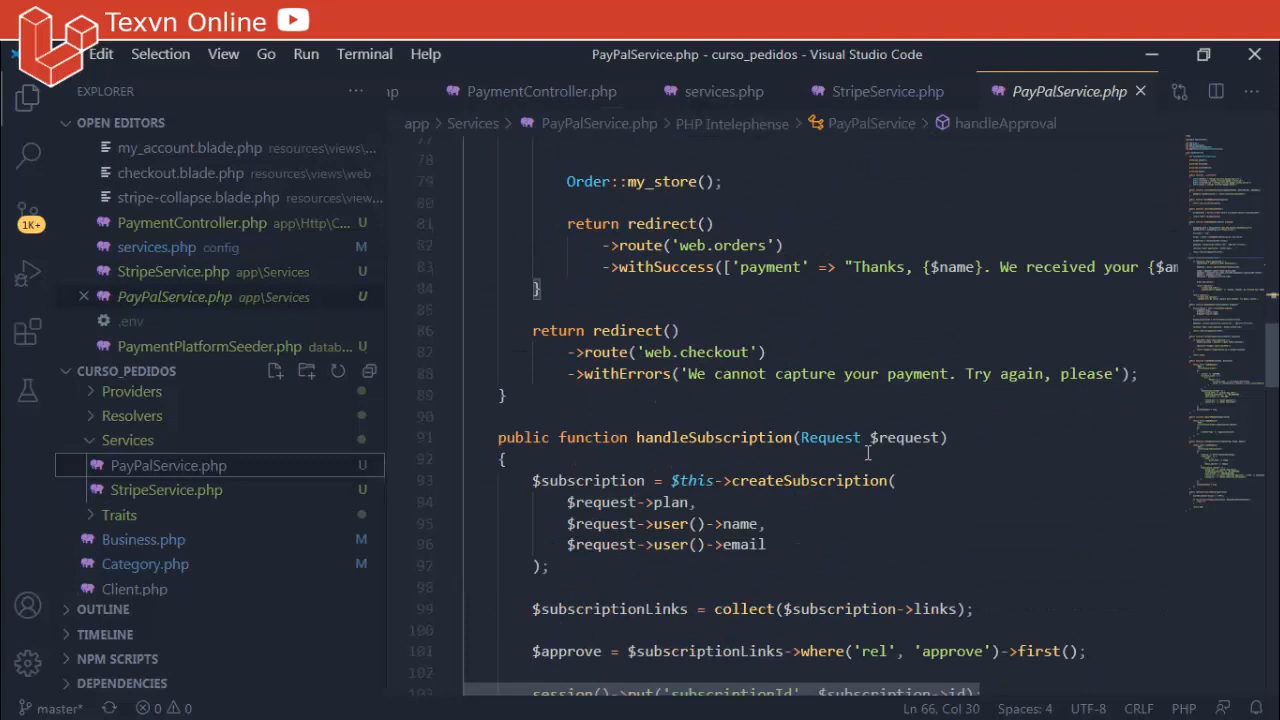 Texvn Online
Edit Selection View Go Run Terminal Help
PayPalService.php - curso_pedidos - Visual Studio Code
EXPLORER
PaymentController.php services.php StripeService.php PayPalService.php
app > Services > PayPalService.php > PHP Intelephense > PayPalService > handleApproval
OPEN EDITORS
my_account.blade.php resources\views\...
checkout.blade.php resources\views\web
stripe-collapse.blade.php resources\view...
PaymentController.php app\Http\C... U
services.php config M
StripeService.php app\Services U
PayPalService.php app\Services U
.env
PaymentPlatformSeeder.php datab... U
CURSO_PEDIDOS
Providers
Resolvers
Services
PayPalService.php U
StripeService.php U
Traits
Business.php M
Category.php M
Client.php
OUTLINE
TIMELINE
NPM SCRIPTS
DEPENDENCIES
1K+
77
78
79 Order::my_store();
80
81 return redirect()
82 ->route('web.orders')
83 ->withSuccess(['payment' => "Thanks, {$name}. We received your {$am
84 }
85
86 return redirect()
87 ->route('web.checkout')
88 ->withErrors('We cannot capture your payment. Try again, please');
89 }
90
91 public function handleSubscription(Request $request)
92 {
93 $subscription = $this->createSubscription(
94 $request->plan,
95 $request->user()->name,
96 $request->user()->email
97 );
98
99 $subscriptionLinks = collect($subscription->links);
100
101 $approve = $subscriptionLinks->where('rel', 'approve')->first();
102
103 session()->put('subscriptionId', $subscription->id);
master* 0 0 Ln 66, Col 30 Spaces: 4 UTF-8 CRLF PHP